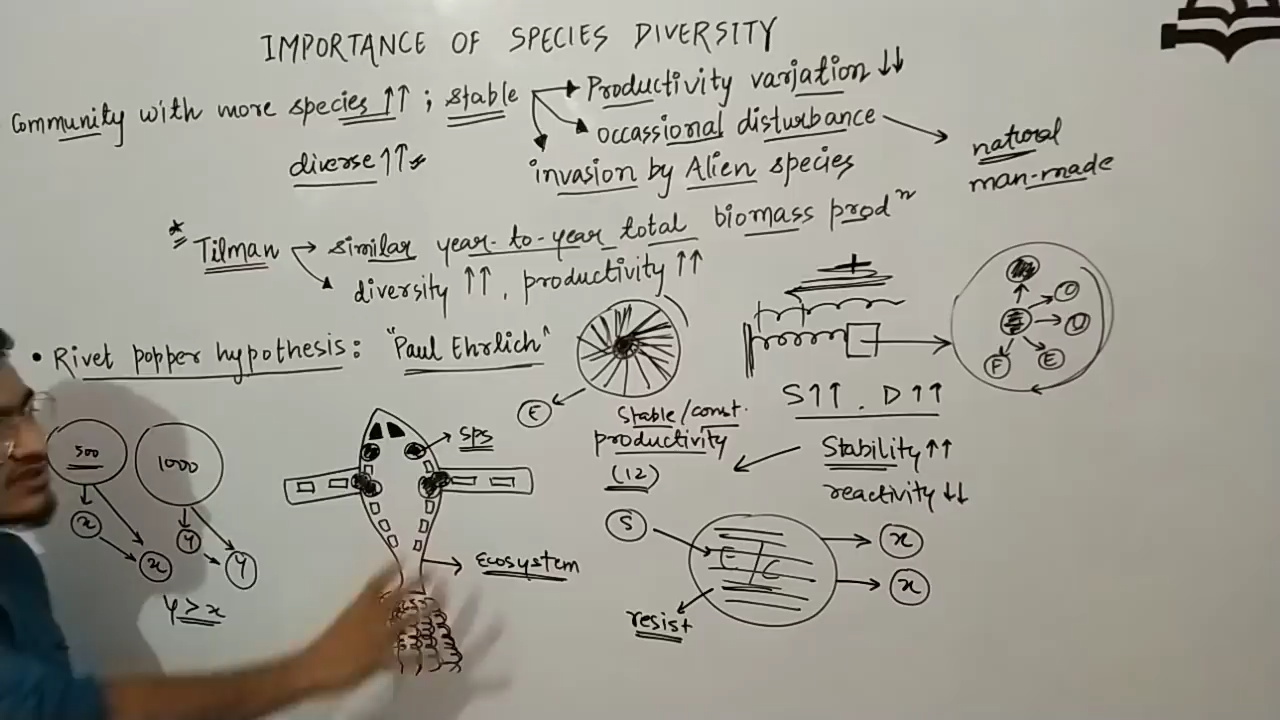 IMPORTANCE OF SPECIES DIVERSITY
Community with more species ↑↑ ; stable → Productivity variation ↓↓
diverse ↑↑
occassional disturbance → natural
man-made
invasion by Alien species
* Tilman → similar year-to-year total biomass prodⁿ
diversity ↑↑, productivity ↑↑
• Rivet popper hypothesis: "Paul Ehrlich"
500
1000
x
x
y
y
y > x
sps
Ecosystem
E
Stable/const.
productivity
(12)
O
O
F
E
S↑↑. D↑↑
Stability ↑↑
reactivity ↓↓
S
E
C
x
x
resist